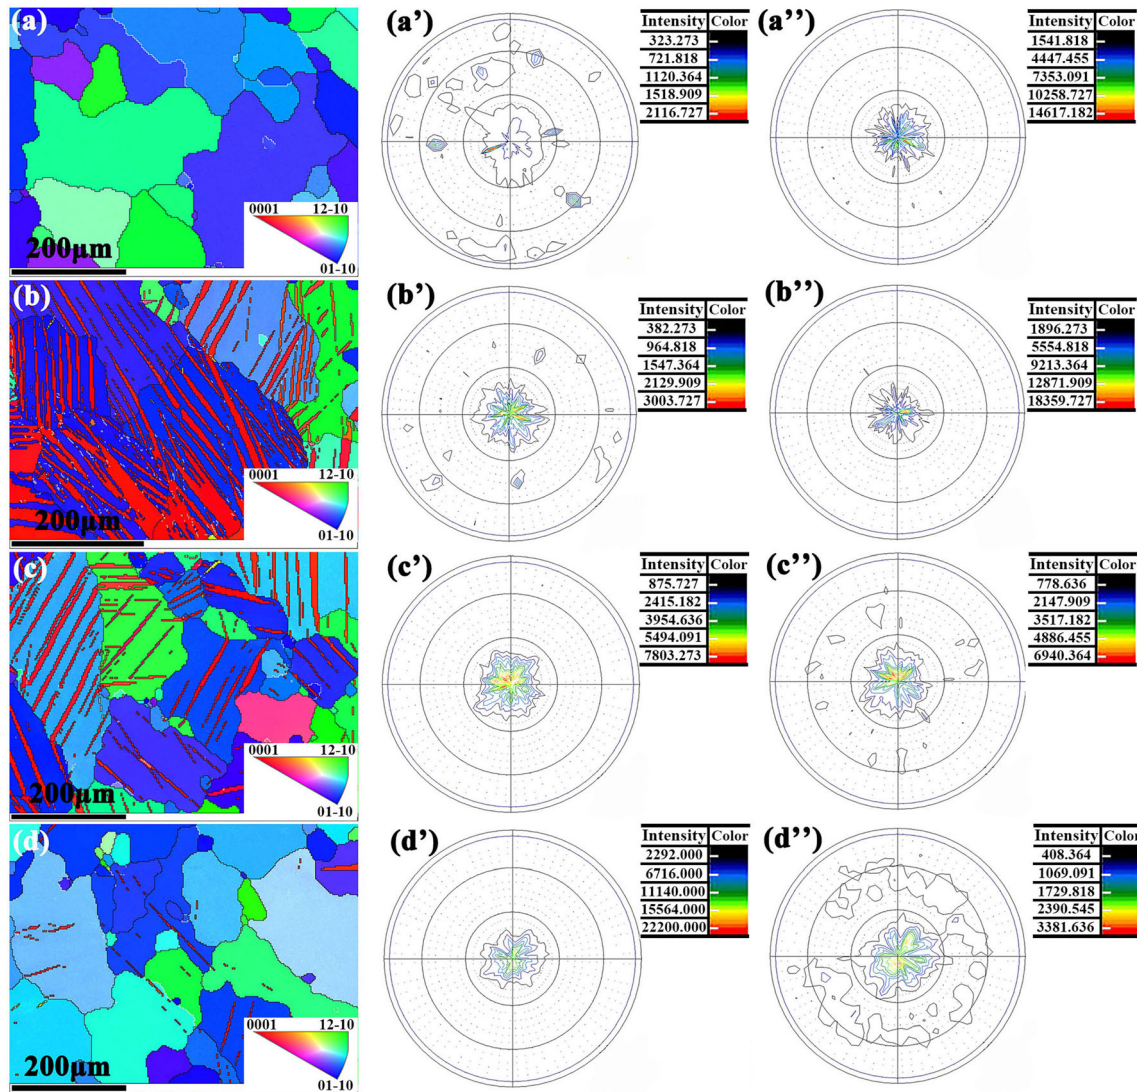 (a)
0001 12-10
200μm
01-10
(a’)
Intensity Color
323.273
721.818
1120.364
1518.909
2116.727
(a’’)
Intensity Color
1541.818
4447.455
7353.091
10258.727
14617.182
(b)
0001 12-10
200μm
01-10
(b’)
Intensity Color
382.273
964.818
1547.364
2129.909
3003.727
(b’’)
Intensity Color
1896.273
5554.818
9213.364
12871.909
18359.727
(c)
0001 12-10
200μm
01-10
(c’)
Intensity Color
875.727
2415.182
3954.636
5494.091
7803.273
(c’’)
Intensity Color
778.636
2147.909
3517.182
4886.455
6940.364
(d)
0001 12-10
200μm
01-10
(d’)
Intensity Color
2292.000
6716.000
11140.000
15564.000
22200.000
(d’’)
Intensity Color
408.364
1069.091
1729.818
2390.545
3381.636